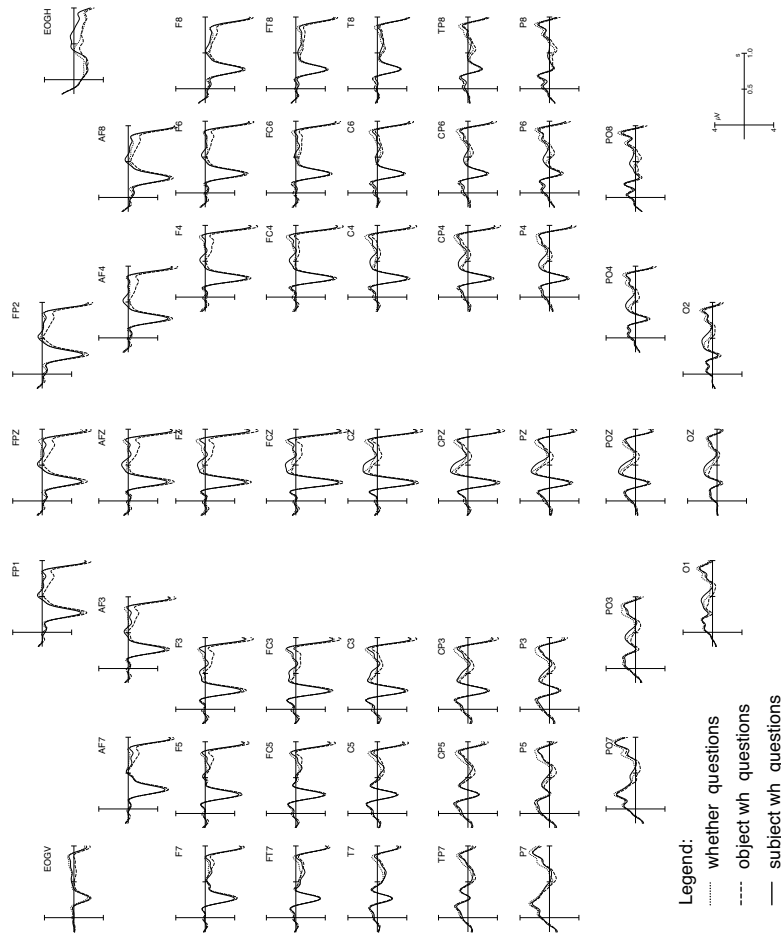 EOGH
F8 FT8 T8 TP8 P8
AF8 F6 FC6 C6 CP6 P6 PO8
AF4 F4 FC4 C4 CP4 P4 PO4
FP2 O2
FPZ AFZ FZ FCZ CZ CPZ PZ POZ OZ
FP1 AF3 PO3 O1
F3 FC3 C3 CP3 P3
AF7 F5 FC5 C5 CP5 P5 PO7
EOGV F7 FT7 T7 TP7 P7
4 µV
s
0.5 1.0
4
Legend:
whether questions
object wh questions
subject wh questions